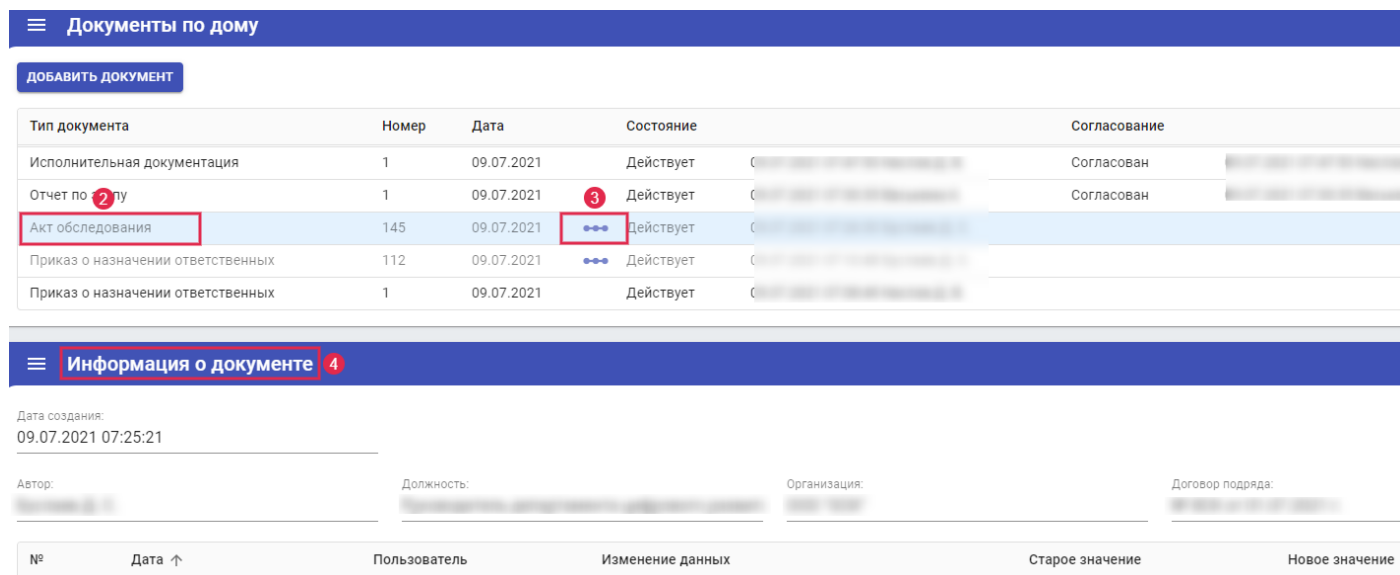 Документы по дому
ДОБАВИТЬ ДОКУМЕНТ
Тип документа Номер Дата Состояние Согласование
Исполнительная документация 1 09.07.2021 Действует Согласован
Отчет по 1 09.07.2021 Действует Согласован
2 3
Акт обследования 145 09.07.2021 Действует
Приказ о назначении ответственных 112 09.07.2021 Действует
Приказ о назначении ответственных 1 09.07.2021 Действует
Информация о документе 4
Дата создания:
09.07.2021 07:25:21
Автор: Должность: Организация: Договор подряда:
№ Дата ↑ Пользователь Изменение данных Старое значение Новое значение